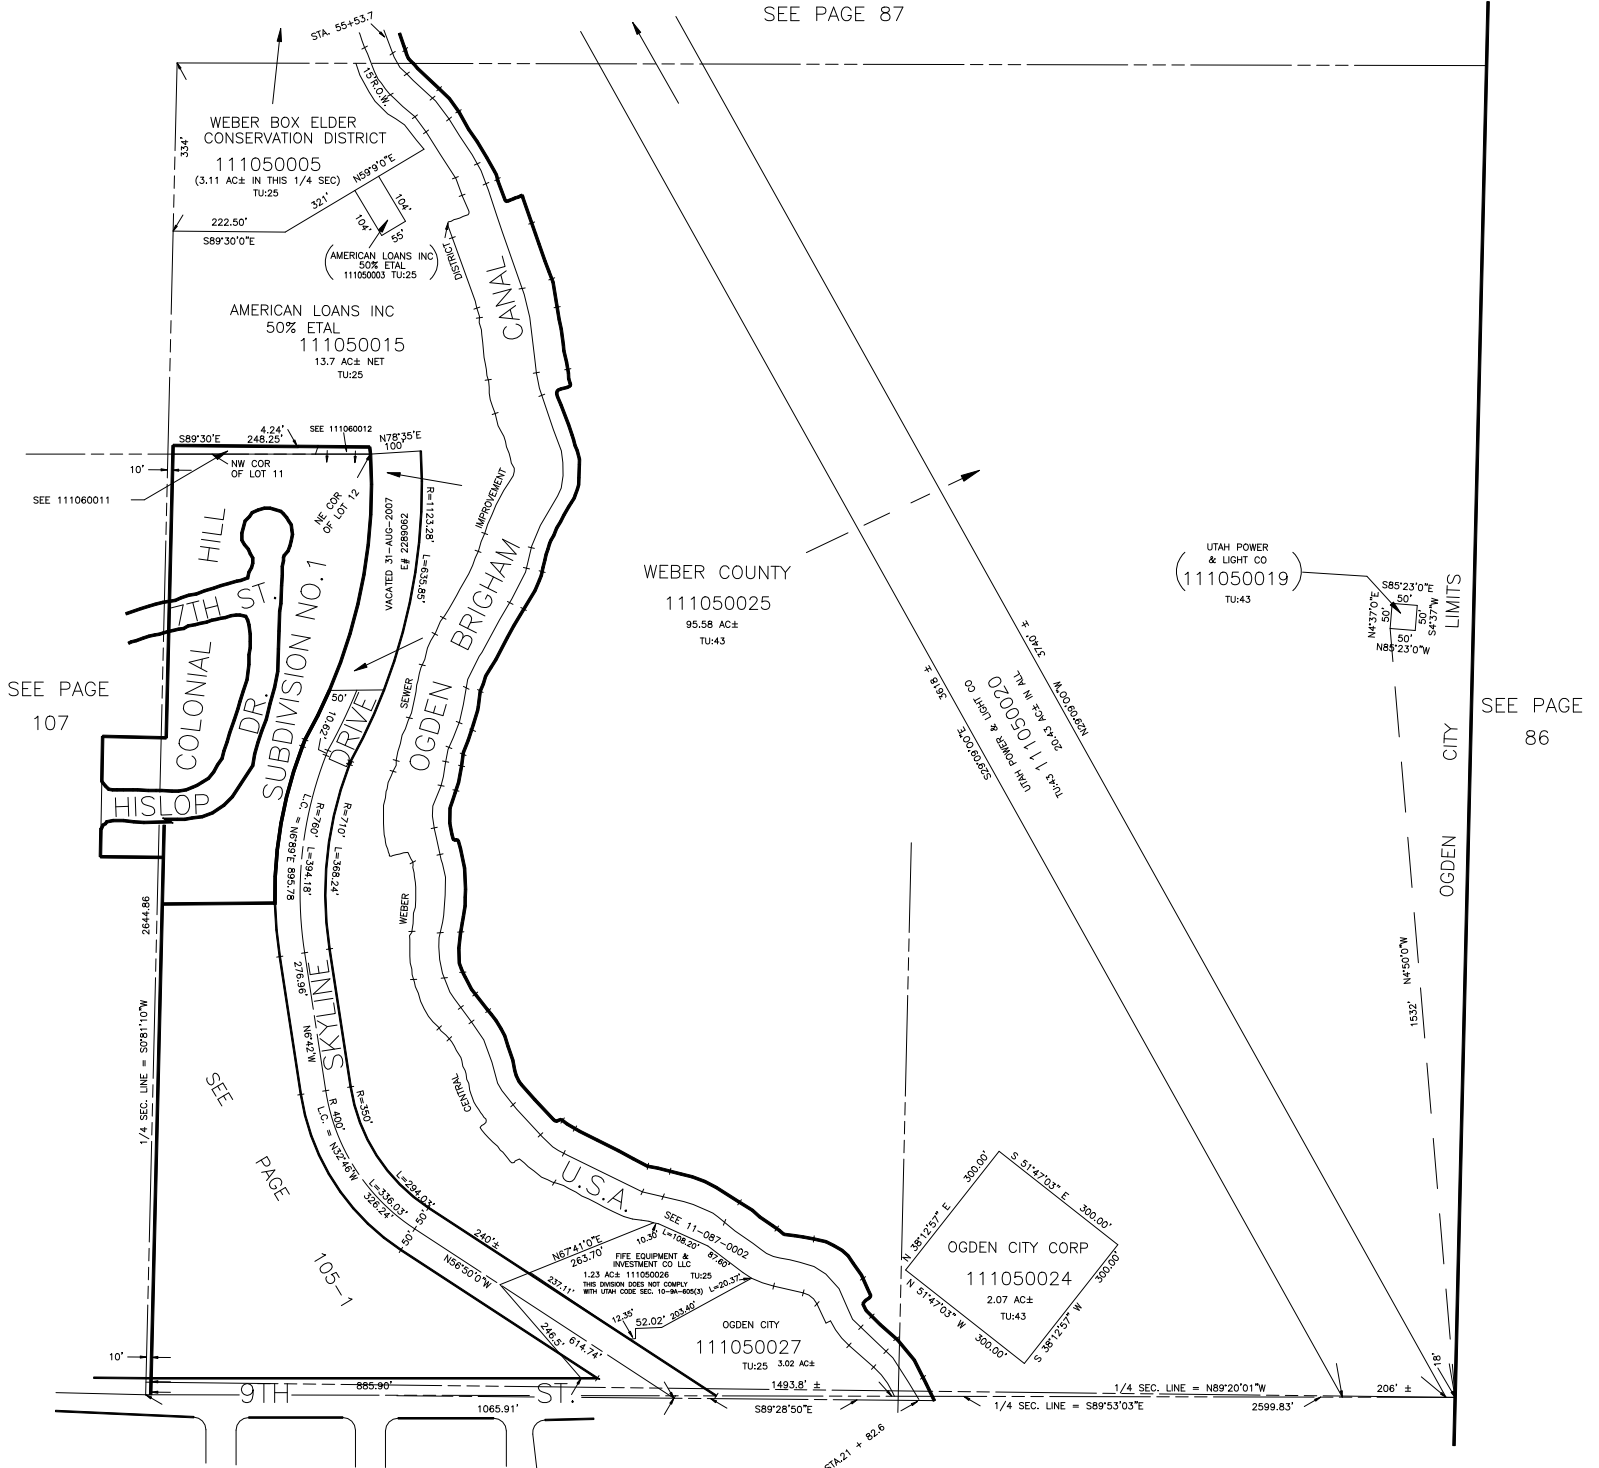 SEE PAGE 87
STA. 55+53.7
15'R.O.W.
334'
WEBER BOX ELDER
CONSERVATION DISTRICT
111050005
(3.11 AC± IN THIS 1/4 SEC)
TU:25
N59°9'0"E
321'
104'
104'
55'
222.50'
S89°30'0"E
AMERICAN LOANS INC
50% ETAL
111050003 TU:25
DISTRICT
CANAL
AMERICAN LOANS INC
50% ETAL
111050015
13.7 AC± NET
TU:25
4.24'
SEE 111060012
S89°30'E
248.25'
N78°35'E
100'
10'
NW COR
OF LOT 11
SEE 111060011
NE COR
OF LOT 12
IMPROVEMENT
R=1123.28' L=635.85'
VACATED 31-AUG-2007
E# 2289062
HILL
7TH ST.
COLONIAL
DR.
SUBDIVISION NO.1
HISLOP
BRIGHAM
OGDEN
SEWER
WEBER COUNTY
111050025
95.58 AC±
TU:43
UTAH POWER
& LIGHT CO
111050019
TU:43
S85°23'0"E
50'
N4°37'0"E
50'
50'
S4°37"W
50'
N85°23'0"W
LIMITS
CITY
OGDEN
SEE PAGE
107
SEE PAGE
86
3740' ±
N29°09'00"W
3618 ±
S29°09'00"E
UTAH POWER & LIGHT CO
111050020
20.43 AC± IN ALL
TU:43
50'
10.62'
DRIVE
R=710' L=368.24'
R=760' L=394.18'
L.C. = N6°89'E 895.78
WEBER
2644.86
1/4 SEC. LINE = S0°81'10"W
276.96'
N6°42'W
SKYLINE
N4°50'0"W
1532'
SEE
PAGE
105-1
CENTRAL
R=350'
R 400'
L.C. = N32°46'W
L=336.03'
326.24'
L=294.03'
50'
50'
240'±
N56°50'0"W
U.S.A.
SEE 11-087-0002
N67°41'0"E
263.70'
10.30'
L=108.20'
87.60'
FIFE EQUIPMENT &
INVESTMENT CO LLC
1.23 AC± 111050026 TU:25
THIS DIVISION DOES NOT COMPLY
WITH UTAH CODE SEC. 10-9A-605(3)
L=20.37'
237.11'
12.35'
52.02'
203.40'
246.5'
614.74'
OGDEN CITY
111050027
TU:25 3.02 AC±
300.00'
S 51°47'03" E
N 38°12'57" E
300.00'
OGDEN CITY CORP
111050024
2.07 AC±
TU:43
300.00'
N 51°47'03" W
S 38°12'57" W
300.00'
10'
18'
9TH
885.90'
ST.
1493.8' ±
1/4 SEC. LINE = N89°20'01"W
206' ±
1065.91'
S89°28'50"E
1/4 SEC. LINE = S89°53'03"E
2599.83'
STA.21 + 82.6